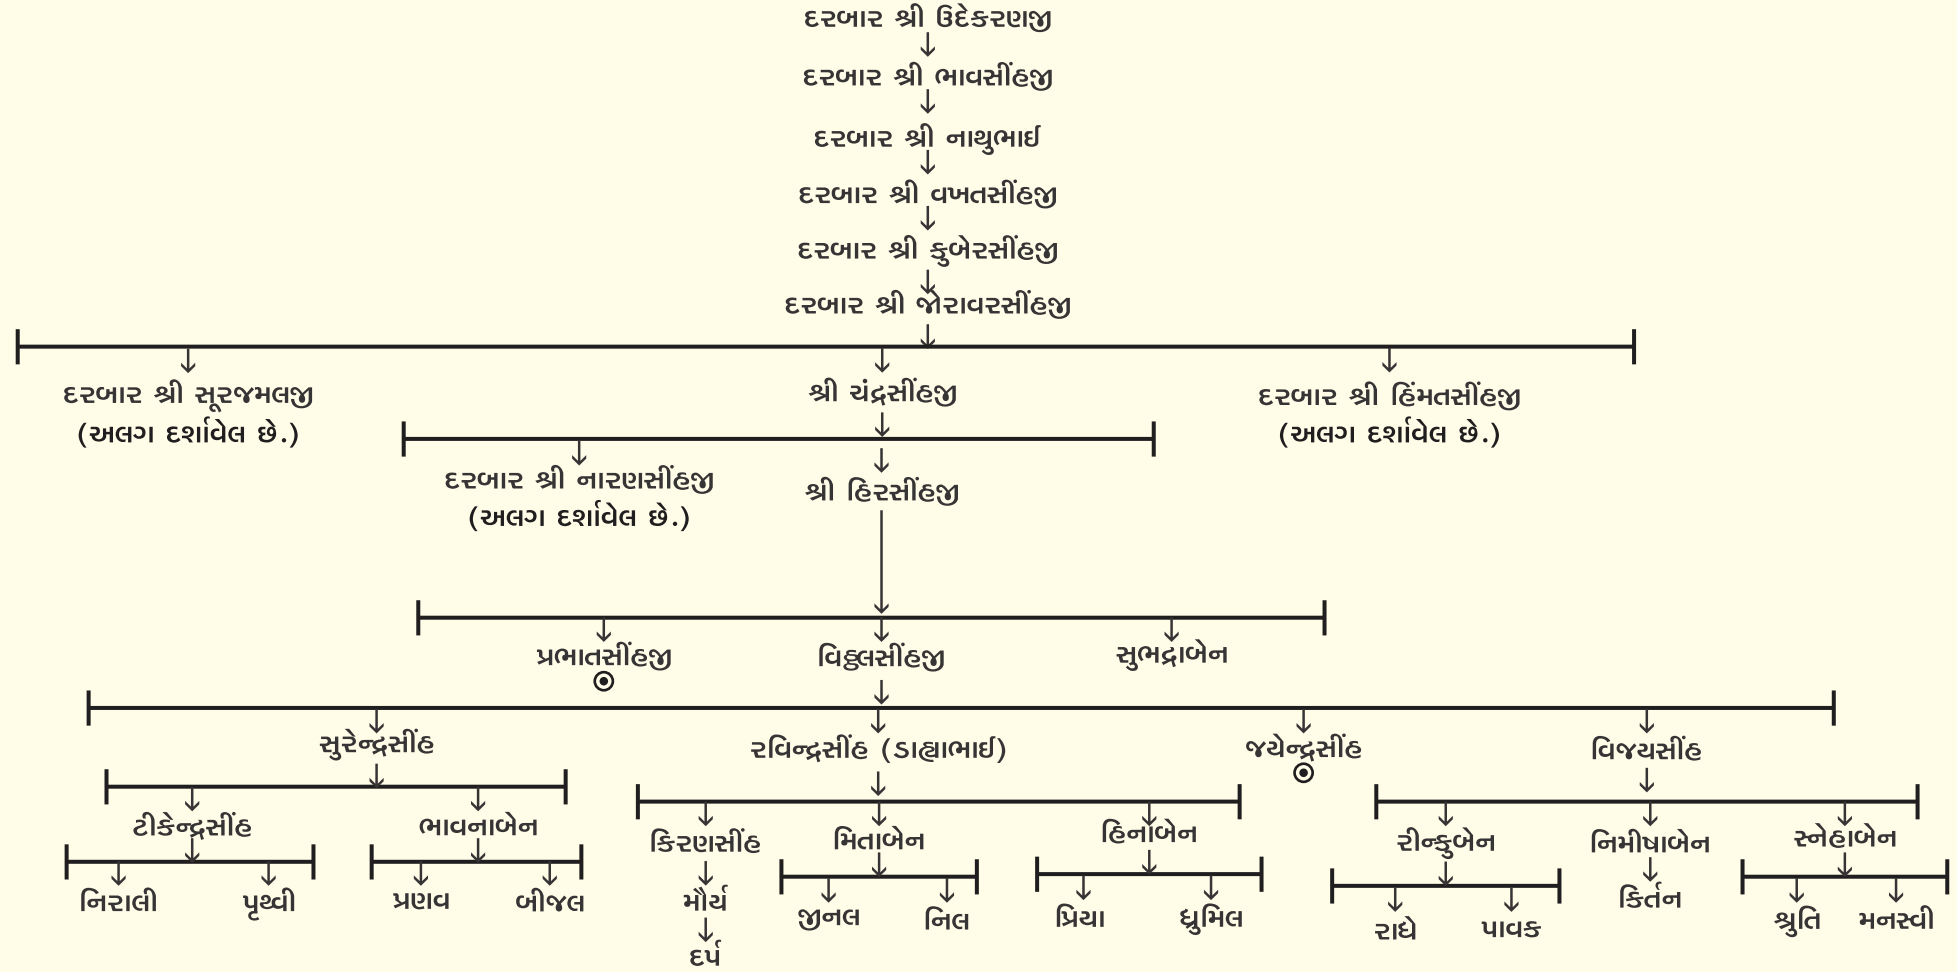 દરબાર શ્રી ઉદેકરણજી
દરબાર શ્રી ભાવસીંહજી
દરબાર શ્રી નાથુભાઈ
દરબાર શ્રી વખતસીંહજી
દરબાર શ્રી કુબેરસીંહજી
દરબાર શ્રી જોરાવરસીંહજી
દરબાર શ્રી સૂરજમલજી
(અલગ દર્શાવેલ છે.)
શ્રી ચંદ્રસીંહજી
દરબાર શ્રી હિંમતસીંહજી
(અલગ દર્શાવેલ છે.)
દરબાર શ્રી નારણસીંહજી
(અલગ દર્શાવેલ છે.)
શ્રી હિરસીંહજી
પ્રભાતસીંહજી
વિઠ્ઠલસીંહજી
સુભદ્રાબેન
સુરેન્દ્રસીંહ
રવિન્દ્રસીંહ (ડાહ્યાભાઈ)
જયેન્દ્રસીંહ
વિજયસીંહ
ટીકેન્દ્રસીંહ
ભાવનાબેન
કિરણસીંહ
મિતાબેન
હિનાબેન
રીન્કુબેન
નિમીષાબેન
સ્નેહાબેન
નિરાલી
પૃથ્વી
પ્રણવ
બીજલ
મૌર્ય
જીનલ
નિલ
પ્રિયા
ધ્રુમિલ
રાધે
પાવક
કિર્તન
શ્રુતિ
મનસ્વી
દર્પ